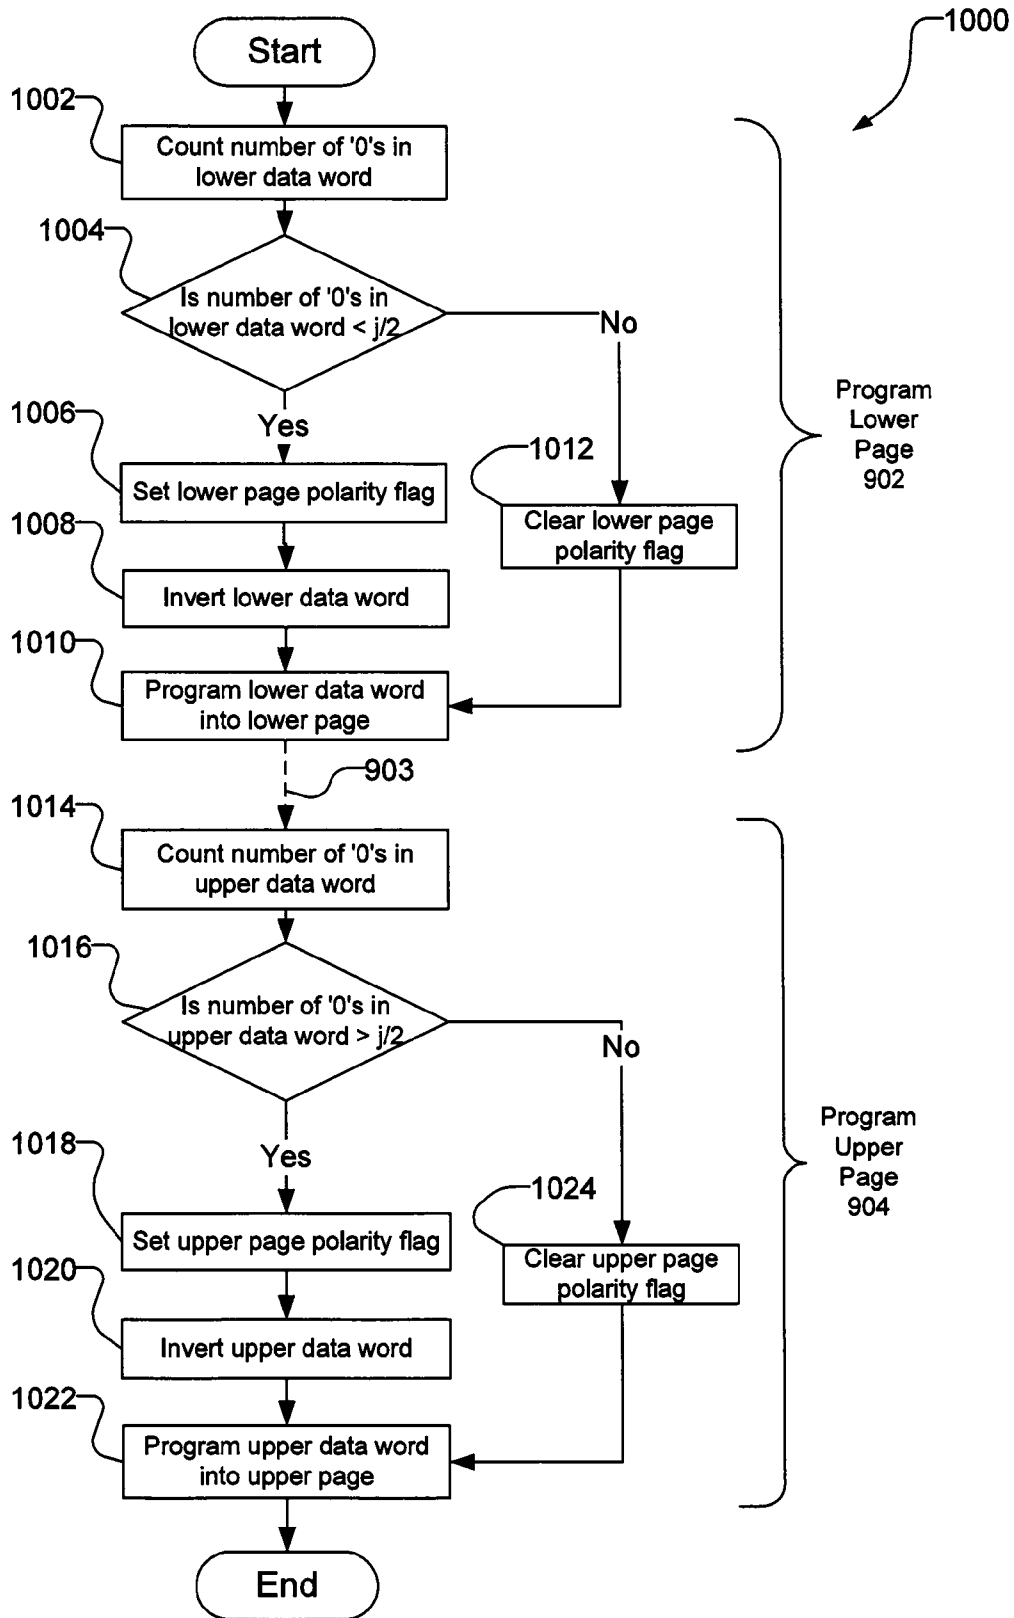 1000
Start
1002
Count number of '0's in
lower data word
1004
Is number of '0's in
lower data word < j/2
No
Yes
1006
Set lower page polarity flag
1012
Clear lower page
polarity flag
1008
Invert lower data word
1010
Program lower data word
into lower page
Program
Lower
Page
902
903
1014
Count number of '0's in
upper data word
1016
Is number of '0's in
upper data word > j/2
No
Yes
1018
Set upper page polarity flag
1024
Clear upper page
polarity flag
1020
Invert upper data word
1022
Program upper data word
into upper page
Program
Upper
Page
904
End